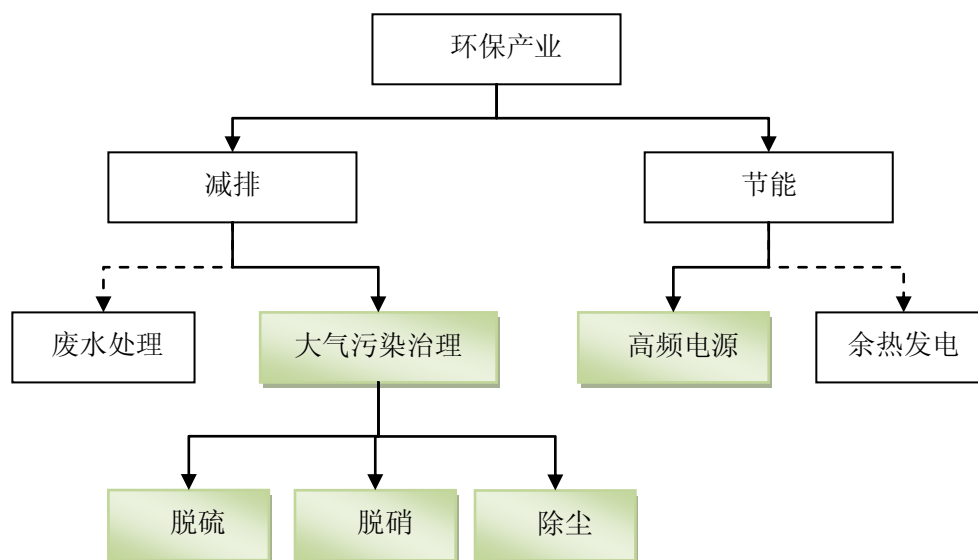 环保产业
减排
节能
废水处理
大气污染治理
高频电源
余热发电
脱硫
脱硝
除尘